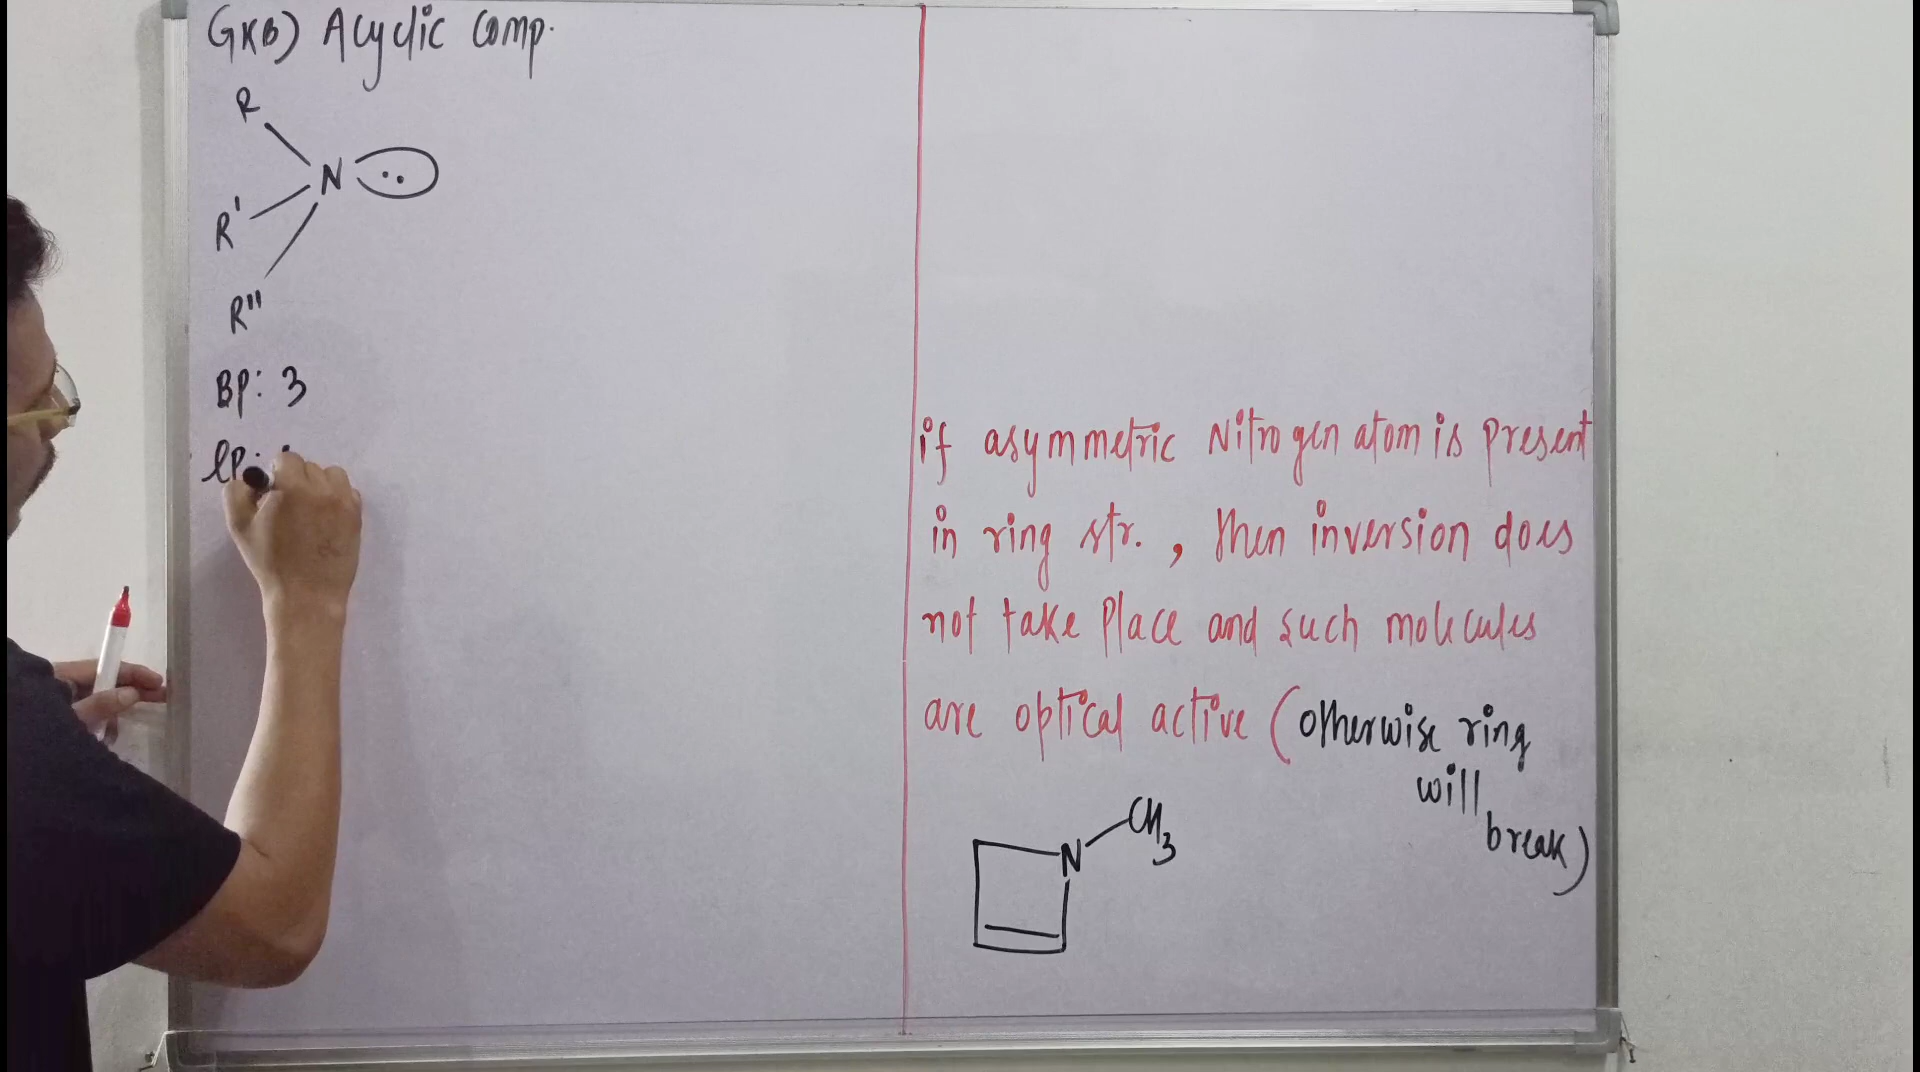 GKB) Acyclic Comp.
R
N
R'
R"
BP: 3
lP:
if asymmetric Nitrogen atom is present
in ring str. , then inversion does
not take place and such molecules
are optical active (otherwise ring
will
break)
CH3
N